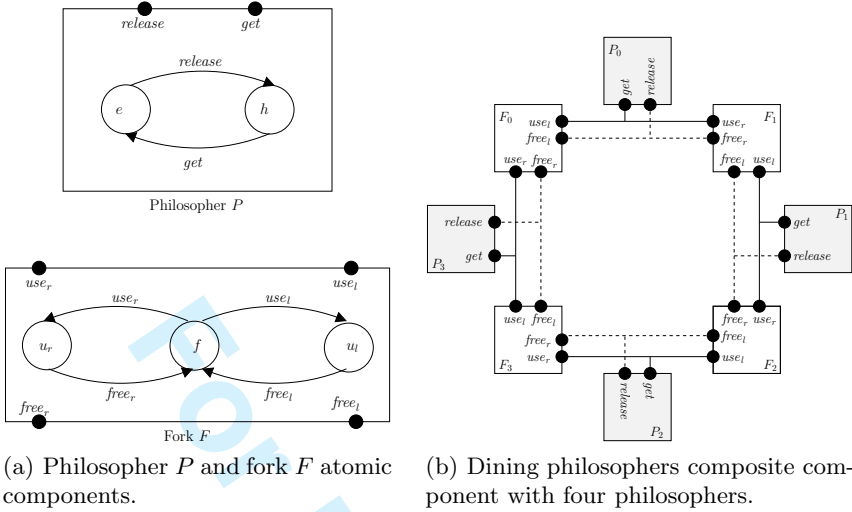 release
get
release
e
h
get
Philosopher P
use_r
use_l
use_r
use_l
u_r
f
u_l
free_r
free_l
free_r
free_l
Fork F
(a) Philosopher P and fork F atomic
components.
P_0
get
release
F_0
use_l
free_l
use_r
free_r
F_1
use_r
free_r
free_l
use_l
release
get
P_3
P_1
get
release
use_l
free_l
free_r
use_r
F_3
free_r
use_r
free_l
use_l
F_2
release
get
P_2
(b) Dining philosophers composite com-
ponent with four philosophers.
For